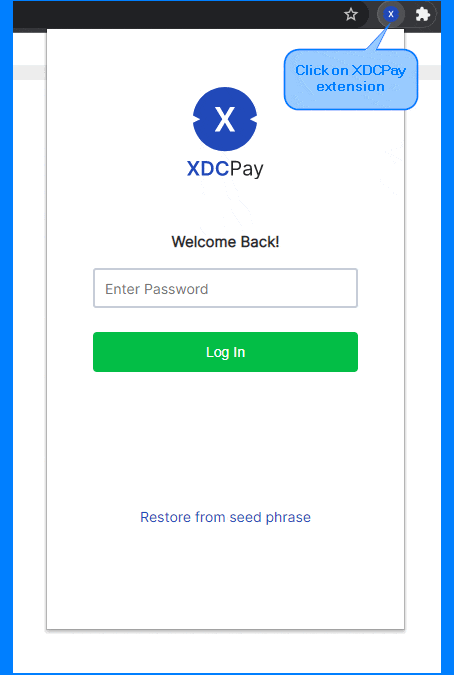 X
Click on XDCPay
extension
X
XDCPay
Welcome Back!
Enter Password
Log In
Restore from seed phrase